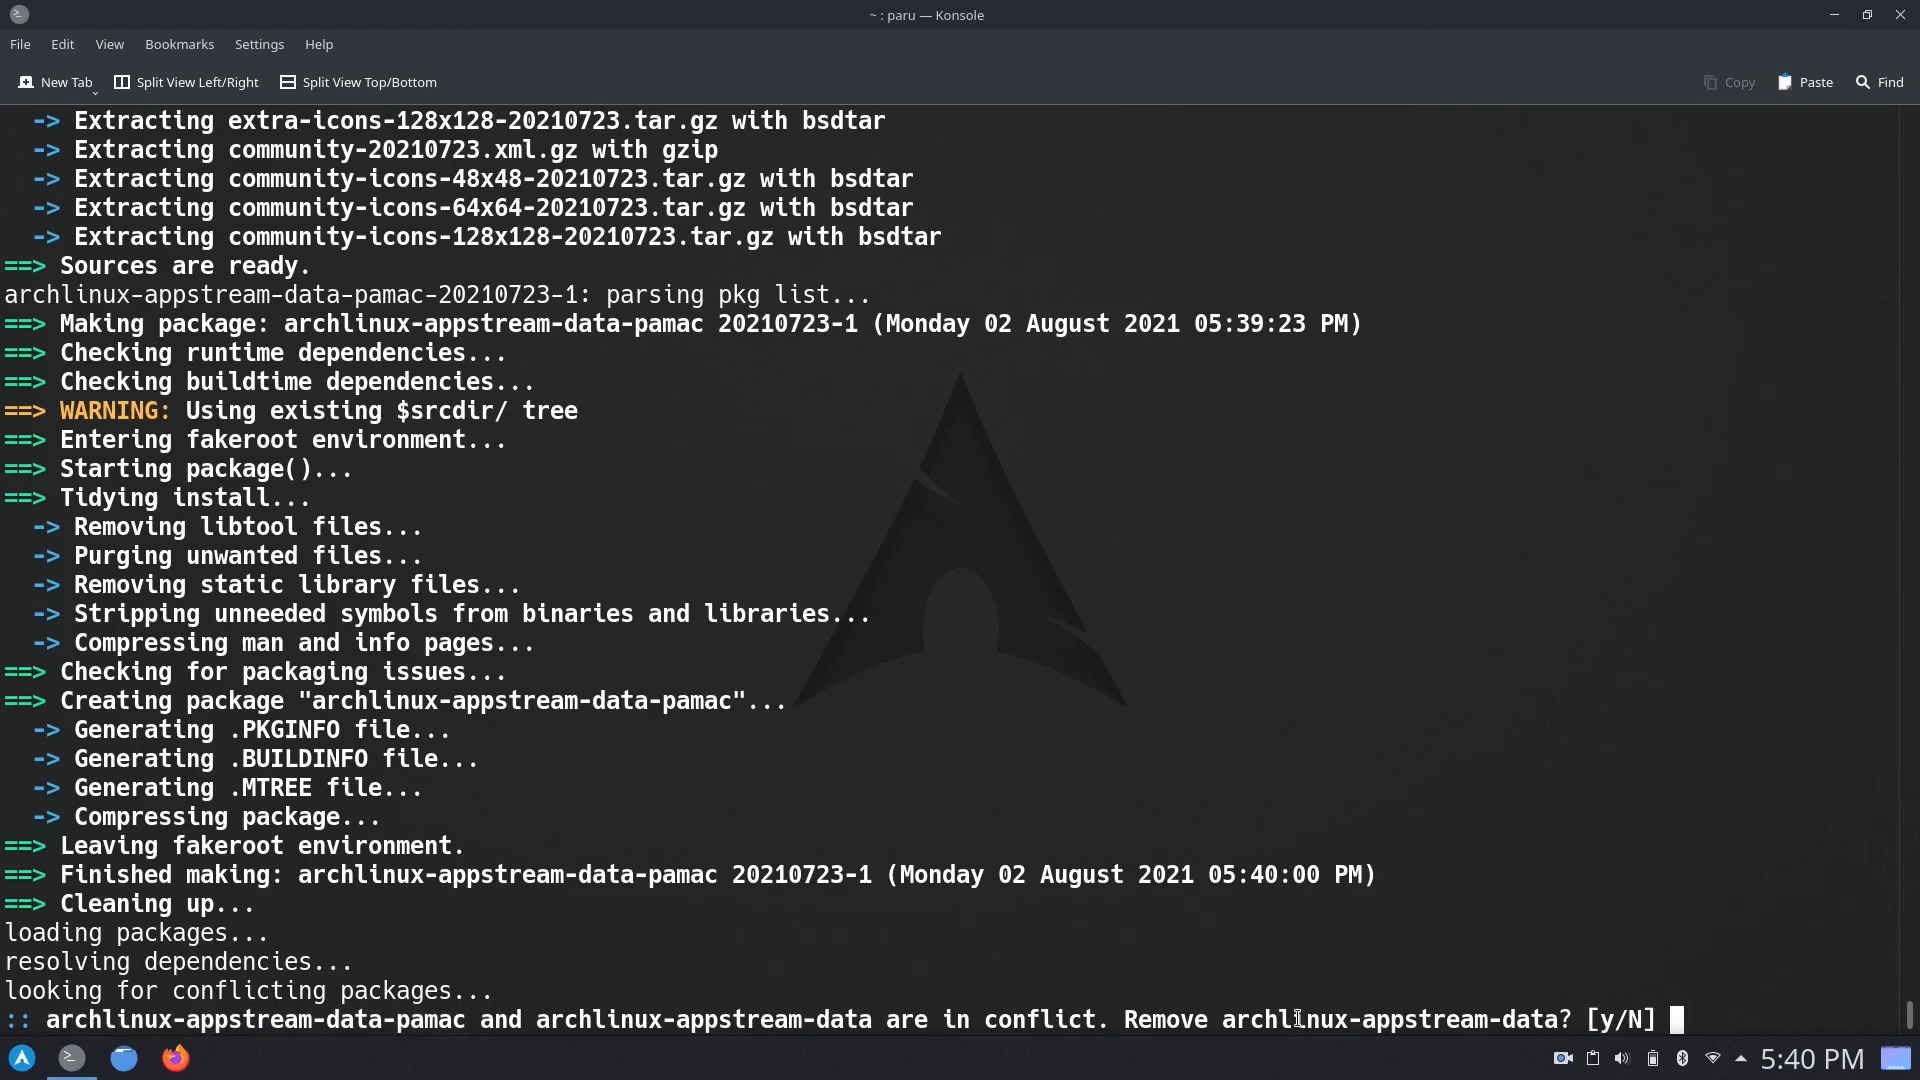 ~ : paru — Konsole
File Edit View Bookmarks Settings Help
New Tab Split View Left/Right Split View Top/Bottom Copy Paste Find
-> Extracting extra-icons-128x128-20210723.tar.gz with bsdtar
-> Extracting community-20210723.xml.gz with gzip
-> Extracting community-icons-48x48-20210723.tar.gz with bsdtar
-> Extracting community-icons-64x64-20210723.tar.gz with bsdtar
-> Extracting community-icons-128x128-20210723.tar.gz with bsdtar
==> Sources are ready.
archlinux-appstream-data-pamac-20210723-1: parsing pkg list...
==> Making package: archlinux-appstream-data-pamac 20210723-1 (Monday 02 August 2021 05:39:23 PM)
==> Checking runtime dependencies...
==> Checking buildtime dependencies...
==> WARNING: Using existing $srcdir/ tree
==> Entering fakeroot environment...
==> Starting package()...
==> Tidying install...
-> Removing libtool files...
-> Purging unwanted files...
-> Removing static library files...
-> Stripping unneeded symbols from binaries and libraries...
-> Compressing man and info pages...
==> Checking for packaging issues...
==> Creating package "archlinux-appstream-data-pamac"...
-> Generating .PKGINFO file...
-> Generating .BUILDINFO file...
-> Generating .MTREE file...
-> Compressing package...
==> Leaving fakeroot environment.
==> Finished making: archlinux-appstream-data-pamac 20210723-1 (Monday 02 August 2021 05:40:00 PM)
==> Cleaning up...
loading packages...
resolving dependencies...
looking for conflicting packages...
:: archlinux-appstream-data-pamac and archlinux-appstream-data are in conflict. Remove archlinux-appstream-data? [y/N]
5:40 PM